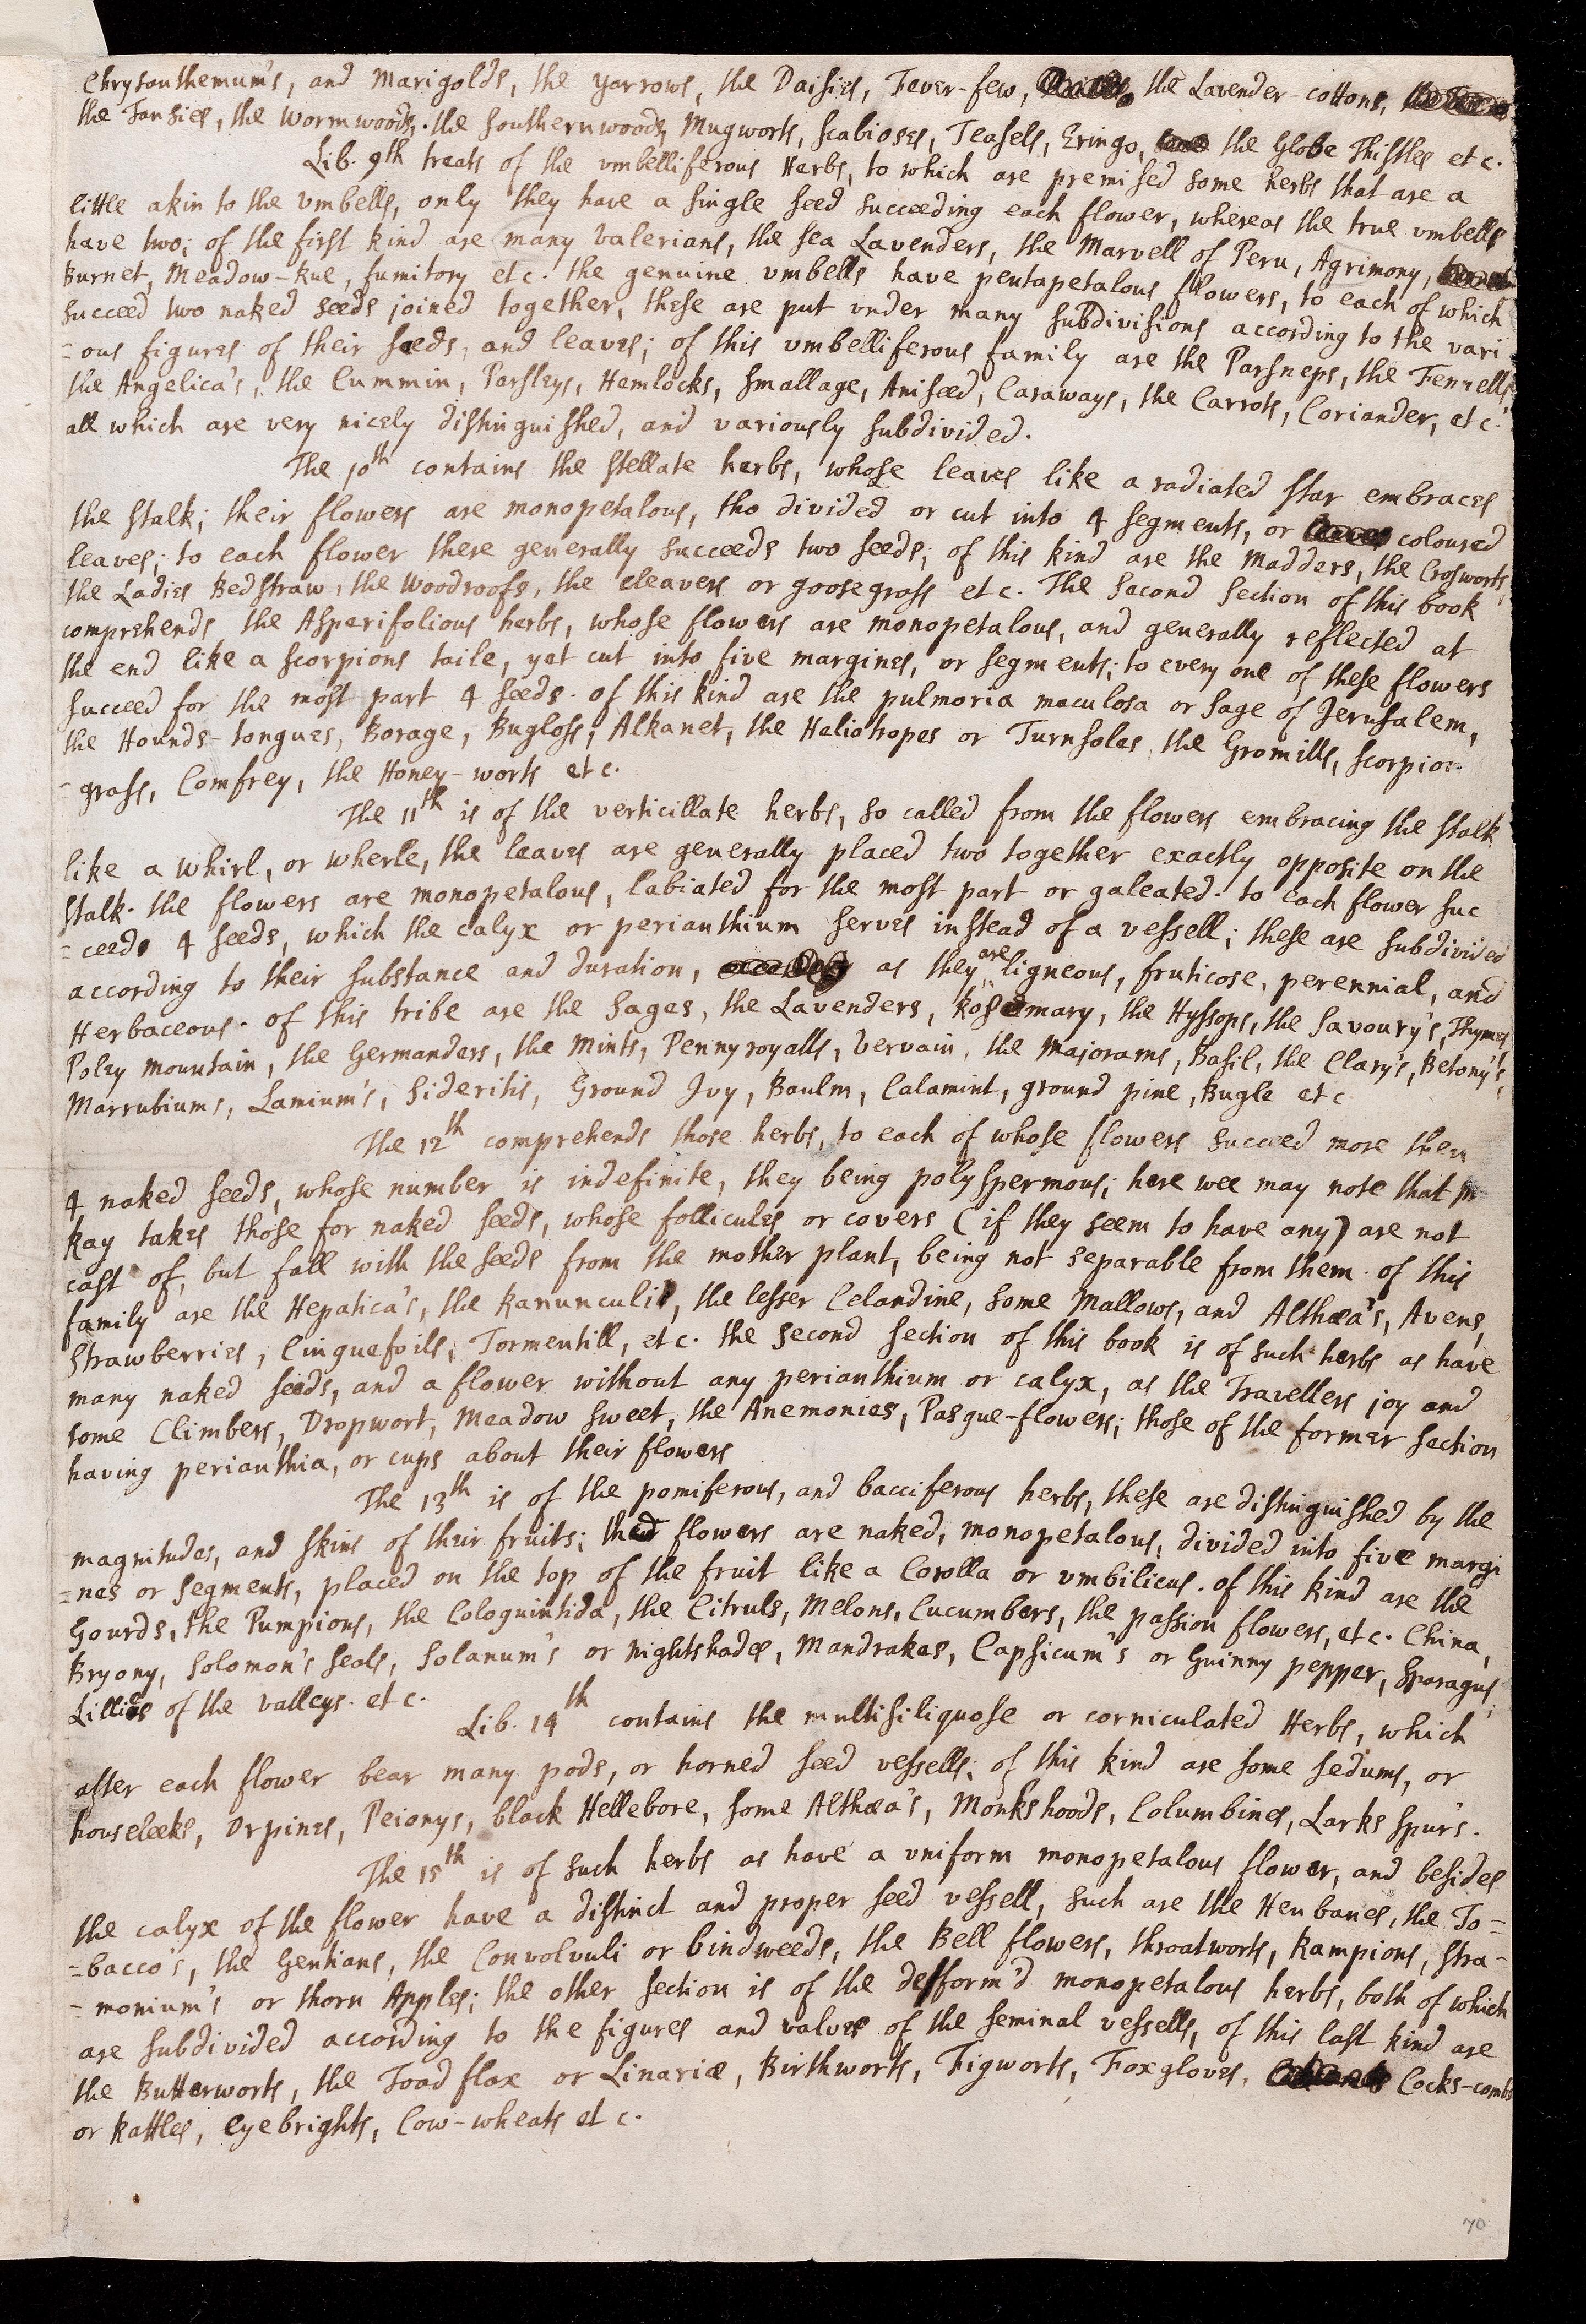 Chrysanthemum's, and Marigolds, the Yarrows, the Daisies, Fever-few, the Lavender-cottons,
the Tansies, the Wormwoods, the Southernwoods, Mugworts, Scabioses, Teasels, Eringo, the Globe Thistles etc.
Lib. 9th treats of the vmbelliferous Herbs, to which are premised some herbs that are a
little akin to the vmbells, only they have a single seed succeeding each flower, whereas the true vmbells
have two; of the first kind are many Valerians, the Sea Lavenders, the Marvell of Peru, Agrimony,
Burnet, Meadow-Rue, fumitory etc. the genuine vmbells have pentapetalous flowers, to each of which
succeed two naked seeds joined together, these are put vnder many subdivisions according to the vari
=ous figures of their seeds, and leaves; of this vmbelliferous family are the Parsneps, the Fennells
the Angelica's, the Cummin, Parsleys, Hemlocks, Smallage, Aniseed, Caraways, the Carrots, Coriander, etc.
all which are very nicely distinguished, and variously subdivided.
The 10th contains the stellate herbs, whose leaves like a radiated star embraces
the stalk; their flowers are monopetalous, tho divided or cut into 4 segments, or coloured
leaves; to each flower there generally succeeds two seeds; of this kind are the Madders, the Crosworts,
the Ladies Bedstraw, the Woodroofs, the cleavers or goosegrass etc. The Second Section of this book
comprehends the Asperifolious herbs, whose flowers are monopetalous, and generally reflected at
the end like a scorpions taile, yet cut into five margines, or segments; to every one of these flowers
succeed for the most part 4 seeds. of this kind are the pulmoria maculosa or Sage of Jerusalem,
the Hounds-tongues, Borage, Bugloss, Alkanet, the Heliotropes or Turnsoles, the Gromills, Scorpion-
-grass, Comfrey, the Honey-worts etc.
The 11th is of the verticillate herbs, so called from the flowers embracing the stalk
like a whirl, or wherle, the leaves are generally placed two together exactly opposite on the
stalk. the flowers are monopetalous, labiated for the most part or galeated. to each flower suc
=ceeds 4 seeds, which the calyx or perianthium serves instead of a vessell; these are subdivided
according to their substance and duration, as they are ligneous, fruticose, perennial, and
Herbaceous. of this tribe are the Sages, the Lavenders, Rosemary, the Hyssops, the Savoury's, Thymes
Poley mountain, the Germanders, the Mints, Pennyroyalls, Vervain, the Majorams, Basil, the Clary's, Betony's,
Marrubiums, Lamium's, Sideritis, Ground Ivy, Baulm, Calamint, ground pine, Bugle etc
The 12th comprehends those herbs, to each of whose flowers succeed more then
4 naked seeds, whose number is indefinite, they being polyspermous; here wee may note that Mr
Ray takes those for naked seeds, whose follicules or covers (if they seem to have any) are not
cast of, but fall with the seeds from the mother plant, being not separable from them. of this
family are the Hepatica's, the Ranunculi, the lesser Celandine, some Mallows, and Althæa's, Avens,
Strawberries, Cinquefoils, Tormentill, etc. the second section of this book is of such herbs as have
many naked seeds, and a flower without any perianthium or calyx, as the Travellers joy and
some Climbers, Dropwort, Meadow sweet, the Anemonies, Pasque-flowers; those of the former section
having perianthia, or cups about their flowers
The 13th is of the pomiferous, and bacciferous herbs, these are distinguished by the
magnitudes, and skins of their fruits; their flowers are naked, monopetalous, divided into five margi
=nes or segments, placed on the top of the fruit like a Corolla or vmbilicus. of this kind are the
Gourds, the Pumpions, the Coloquintida, the Citruls, Melons, Cucumbers, the passion flowers, etc. China,
Bryony, Solomon's seals, Solanum's or nightshades, Mandrakes, Capsicum's or Guinny pepper, Sparagus,
Lillies of the valleys. etc.
Lib. 14th contains the multisiliquose or corniculated Herbs, which
after each flower bear many pods, or horned seed vessells; of this kind are some sedums, or
houseleeks, Orpines, Peionys, black Hellebore, some Althæa's, Monkshoods, Columbines, Larks spurs.
The 15th is of such herbs as have a vniform monopetalous flower, and besides
the calyx of the flower have a distinct and proper seed vessell, such are the Henbanes, the To=
=bacco's, the Gentians, the Convolvuli or bindweeds, the Bell flowers, throatworts, Rampions, Stra-
-monium's or thorn Apples; the other section is of the difform'd monopetalous herbs, both of which
are subdivided according to the figures and valves of the seminal vessells, of this last kind are
the Butterworts, the Toad flax or Linariæ, Birthworts, Figworts, Foxgloves, Cocks-combs
or Rattles, eyebrights, Cow-wheats etc.
70